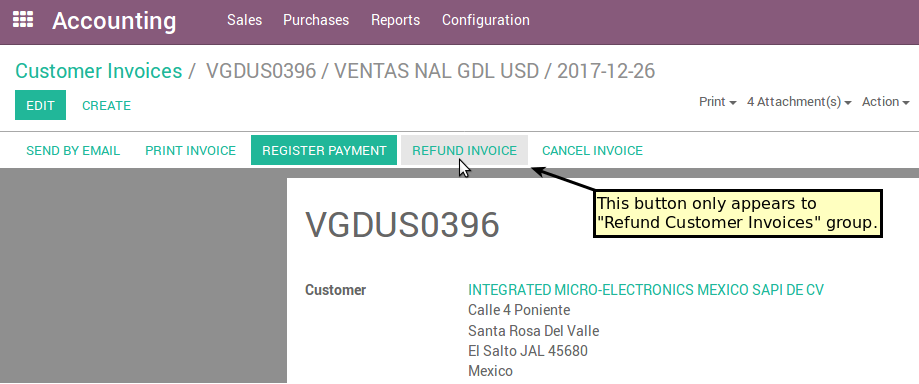 Accounting Sales Purchases Reports Configuration
Customer Invoices / VGDUS0396 / VENTAS NAL GDL USD / 2017-12-26
EDIT CREATE Print 4 Attachment(s) Action
SEND BY EMAIL PRINT INVOICE REGISTER PAYMENT REFUND INVOICE CANCEL INVOICE
This button only appears to
"Refund Customer Invoices" group.
VGDUS0396
Customer INTEGRATED MICRO-ELECTRONICS MEXICO SAPI DE CV
Calle 4 Poniente
Santa Rosa Del Valle
El Salto JAL 45680
Mexico